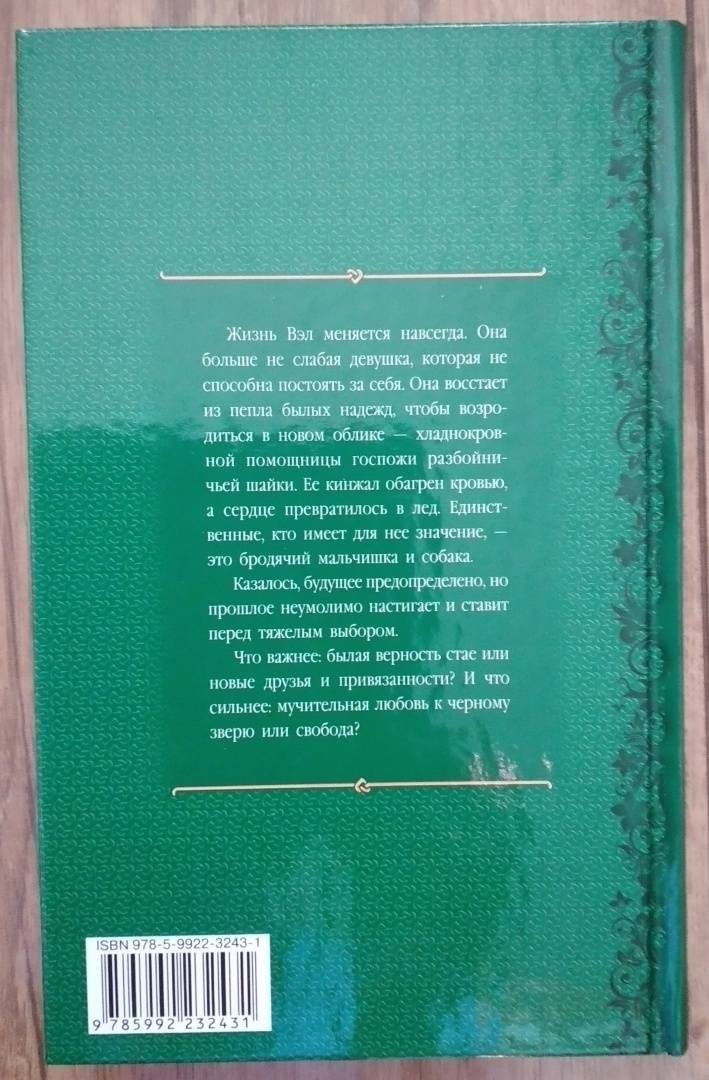 Жизнь Вэл меняется навсегда. Она
больше не слабая девушка, которая не
способна постоять за себя. Она восстает
из пепла былых надежд, чтобы возро-
диться в новом облике — хладнокров-
ной помощницы госпожи разбойни-
чьей шайки. Ее кинжал обагрен кровью,
а сердце превратилось в лед. Единст-
венные, кто имеет для нее значение, —
это бродячий мальчишка и собака.
Казалось, будущее предопределено, но
прошлое неумолимо настигает и ставит
перед тяжелым выбором.
Что важнее: былая верность стае или
новые друзья и привязанности? И что
сильнее: мучительная любовь к черному
зверю или свобода?
ISBN 978-5-9922-3243-1
9 785992 232431